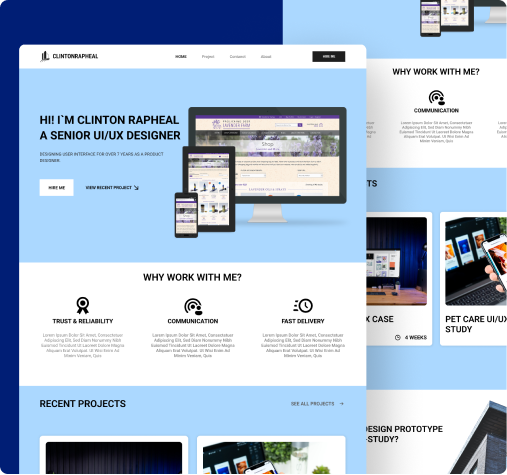 CLINTONRAPHEAL
HOME
Project
Connect
About
HIRE ME
HI! I`M CLINTON RAPHEAL
A SENIOR UI/UX DESIGNER
DESIGNING USER INTERFACE FOR OVER 7 YEARS AS A PRODUCT
DESIGNER
HIRE ME
VIEW RECENT PROJECT
Shop
WHY WORK WITH ME?
TRUST & RELIABILITY
Lorem Ipsum Dolor Sit Amet, Consectetuer
Adipiscing Elit, Sed Diam Nonummy Nibh
Euismod Tincidunt Ut Laoreet Dolore Magna
Aliquam Erat Volutpat. Ut Wisi Enim Ad
Minim Veniam, Quis
COMMUNICATION
Lorem Ipsum Dolor Sit Amet, Consectetuer
Adipiscing Elit, Sed Diam Nonummy Nibh
Euismod Tincidunt Ut Laoreet Dolore Magna
Aliquam Erat Volutpat. Ut Wisi Enim Ad
Minim Veniam, Quis
FAST DELIVERY
Lorem Ipsum Dolor Sit Amet, Consectetuer
Adipiscing Elit, Sed Diam Nonummy Nibh
Euismod Tincidunt Ut Laoreet Dolore Magna
Aliquam Erat Volutpat. Ut Wisi Enim Ad
Minim Veniam, Quis
RECENT PROJECTS
SEE ALL PROJECTS
WHY WORK WITH ME?
COMMUNICATION
Lorem Ipsum Dolor Sit Amet, Consectetuer
Adipiscing Elit, Sed Diam Nonummy Nibh
Euismod Tincidunt Ut Laoreet Dolore Magna
Aliquam Erat Volutpat. Ut Wisi Enim Ad
Minim Veniam, Quis
TS
X CASE
4 WEEKS
PET CARE UI/UX
STUDY
ESIGN PROTOTYPE
-STUDY?